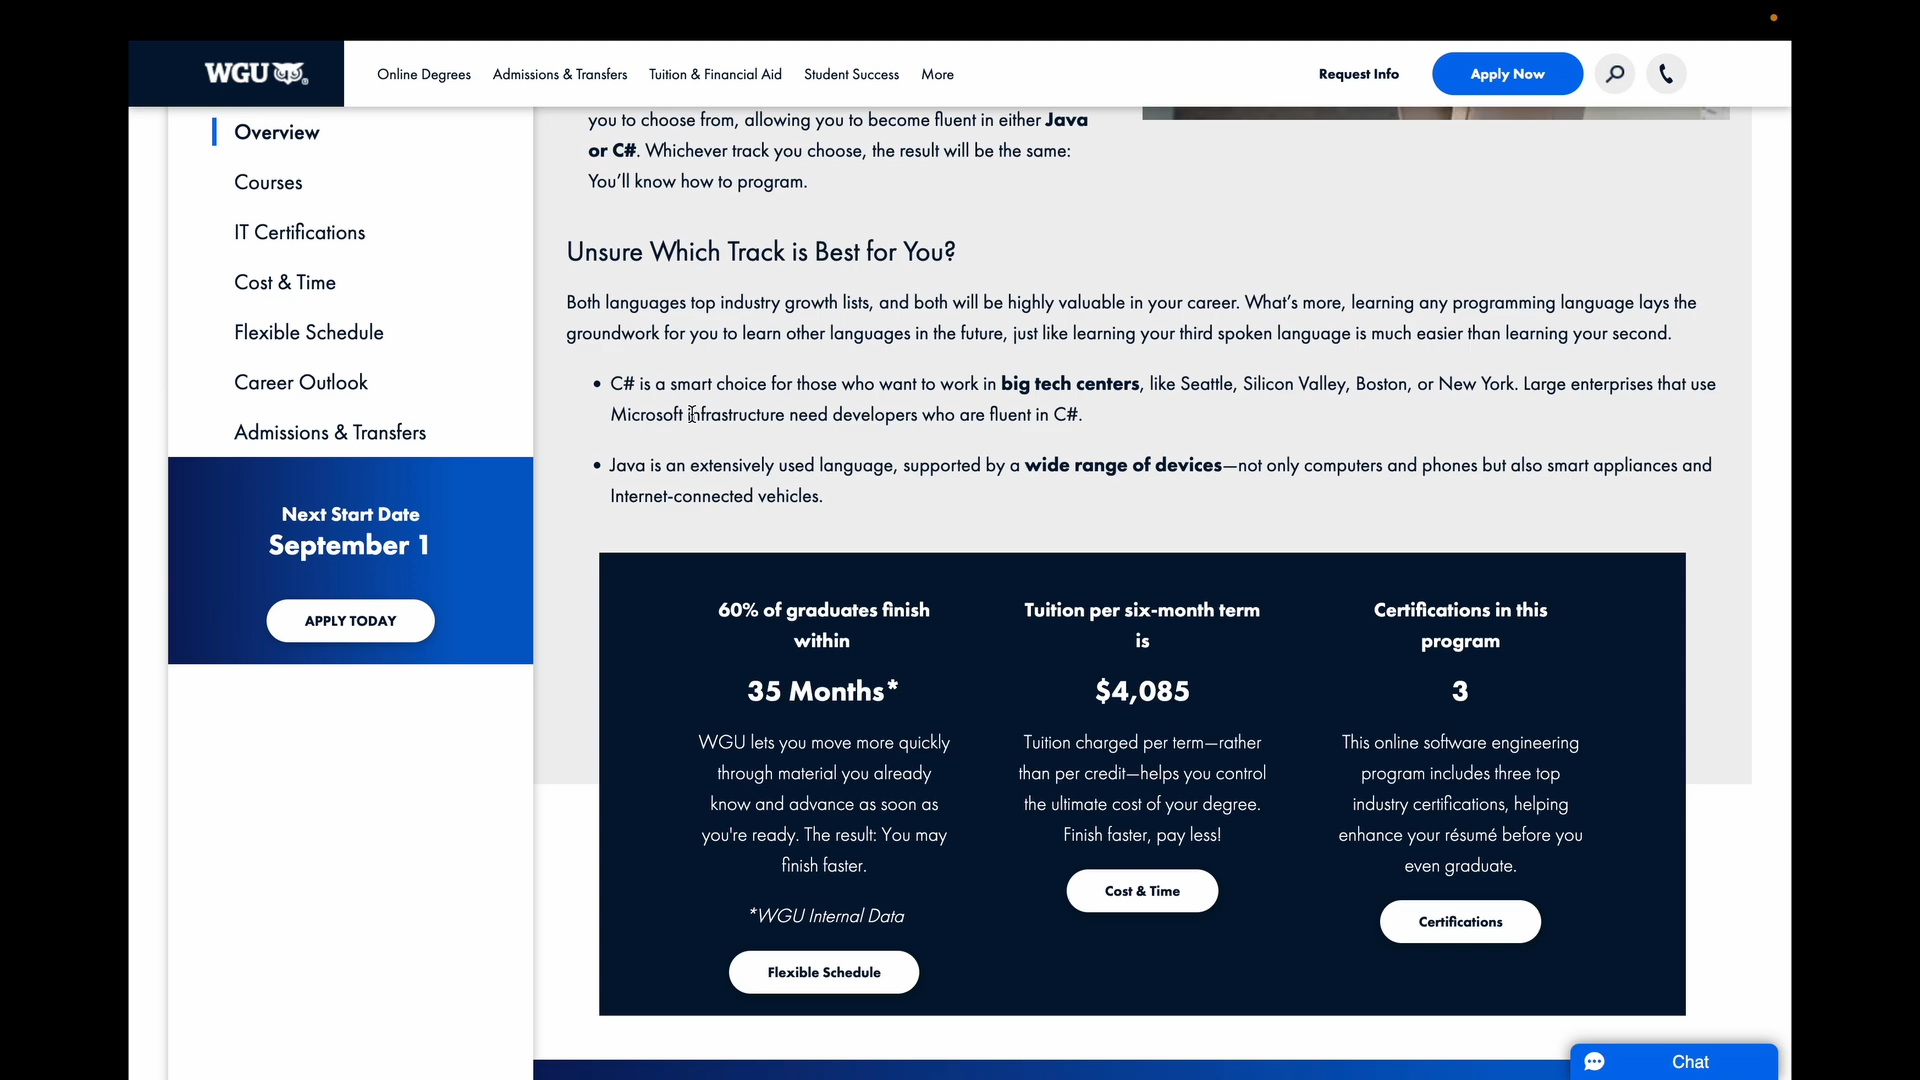 WGU
Online Degrees
Admissions & Transfers
Tuition & Financial Aid
Student Success
More
Request Info
Apply Now
Overview
Courses
IT Certifications
Cost & Time
Flexible Schedule
Career Outlook
Admissions & Transfers
Next Start Date
September 1
APPLY TODAY
you to choose from, allowing you to become fluent in either Java
or C#. Whichever track you choose, the result will be the same:
You’ll know how to program.
Unsure Which Track is Best for You?
Both languages top industry growth lists, and both will be highly valuable in your career. What’s more, learning any programming language lays the
groundwork for you to learn other languages in the future, just like learning your third spoken language is much easier than learning your second.
• C# is a smart choice for those who want to work in big tech centers, like Seattle, Silicon Valley, Boston, or New York. Large enterprises that use
Microsoft infrastructure need developers who are fluent in C#.
• Java is an extensively used language, supported by a wide range of devices—not only computers and phones but also smart appliances and
Internet-connected vehicles.
60% of graduates finish
within
35 Months*
WGU lets you move more quickly
through material you already
know and advance as soon as
you're ready. The result: You may
finish faster.
*WGU Internal Data
Flexible Schedule
Tuition per six-month term
is
$4,085
Tuition charged per term—rather
than per credit—helps you control
the ultimate cost of your degree.
Finish faster, pay less!
Cost & Time
Certifications in this
program
3
This online software engineering
program includes three top
industry certifications, helping
enhance your résumé before you
even graduate.
Certifications
Chat